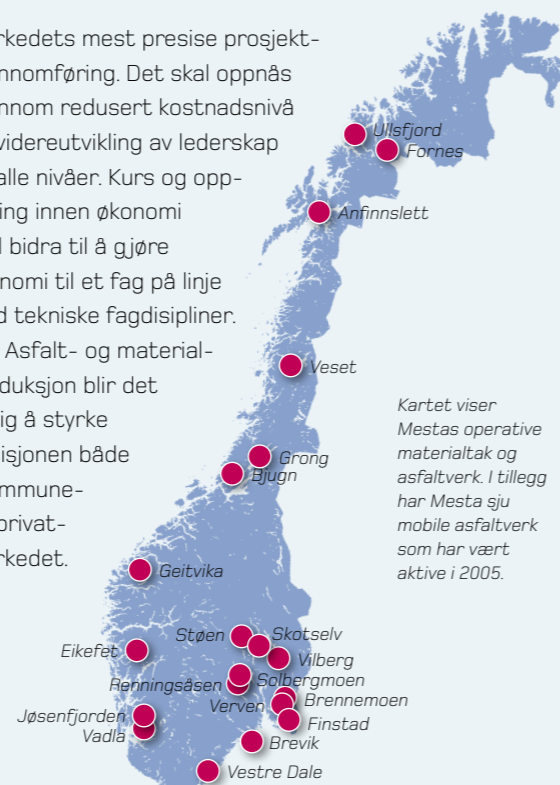 rkedets mest presise prosjekt-
nnomføring. Det skal oppnås
ennom redusert kostnadsnivå
videreutvikling av lederskap
alle nivåer. Kurs og opp-
ing innen økonomi
l bidra til å gjøre
nomi til et fag på linje
d tekniske fagdisipliner.
Asfalt- og material-
duksjon blir det
ig å styrke
isjonen både
mmune-
privat-
rkedet.
Ullsfjord
Fornes
Anfinnslett
Veset
Kartet viser
Mestas operative
materialtak og
asfaltverk. I tillegg
har Mesta sju
mobile asfaltverk
som har vært
aktive i 2005.
Grong
Bjugn
Geitvika
Støen
Skotselv
Eikefet
Vilberg
Solbergmoen
Renningsåsen
Brennemoen
Verven
Jøsenfjorden
Finstad
Vadla
Brevik
Vestre Dale